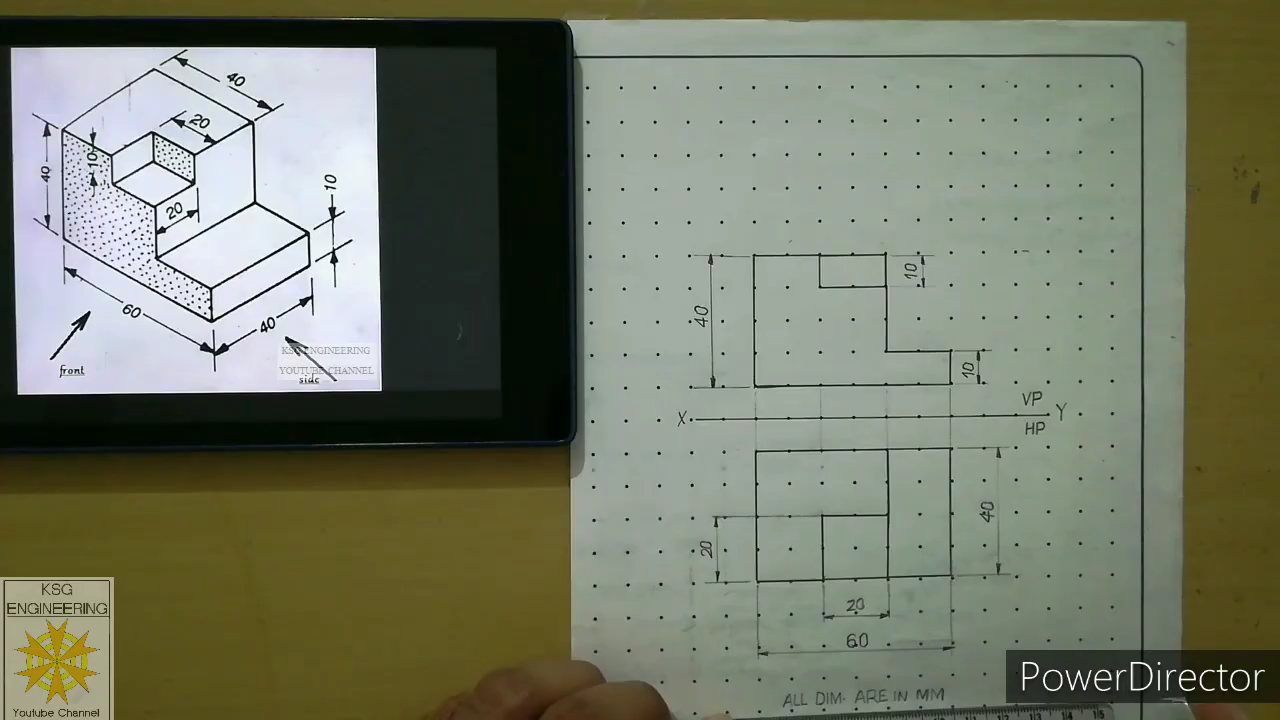 40
20
10
40
10
20
60
40
front
side
KSG ENGINEERING
YOUTUBE CHANNEL
40
10
10
X
Y
VP
HP
20
40
20
60
ALL DIM. ARE IN MM
KSG
ENGINEERING
Youtube Channel
PowerDirector